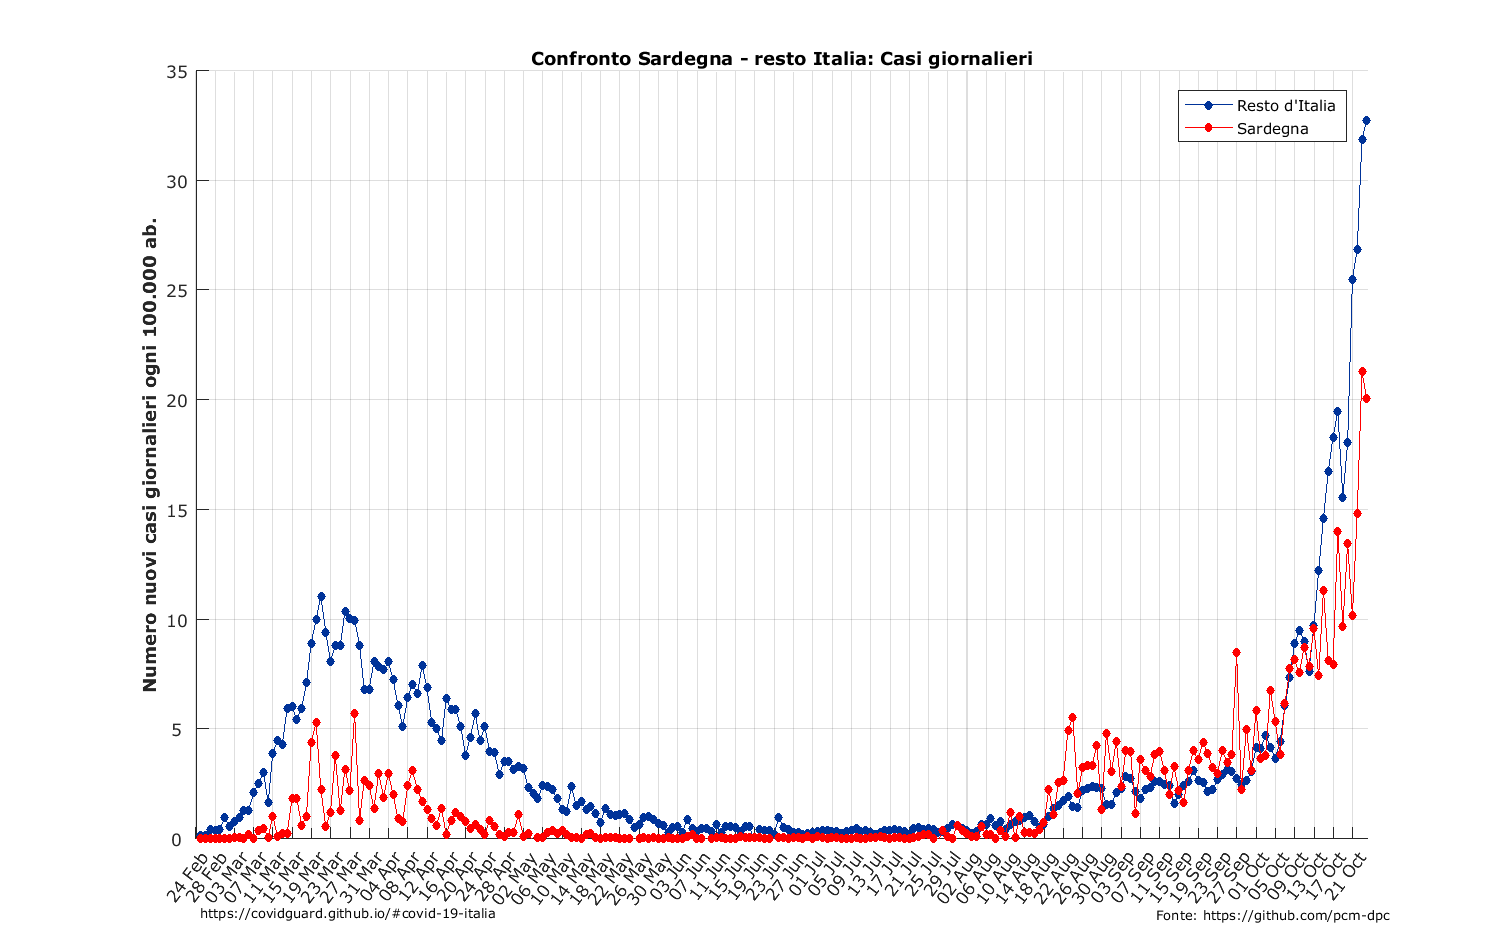 Confronto Sardegna - resto Italia: Casi giornalieri
Resto d'Italia
Sardegna
Numero nuovi casi giornalieri ogni 100.000 ab.
35
30
25
20
15
10
5
0
24 Feb
28 Feb
03 Mar
07 Mar
11 Mar
15 Mar
19 Mar
23 Mar
27 Mar
31 Mar
04 Apr
08 Apr
12 Apr
16 Apr
20 Apr
24 Apr
28 Apr
02 May
06 May
10 May
14 May
18 May
22 May
26 May
30 May
03 Jun
07 Jun
11 Jun
15 Jun
19 Jun
23 Jun
27 Jun
01 Jul
05 Jul
09 Jul
13 Jul
17 Jul
21 Jul
25 Jul
29 Jul
02 Aug
06 Aug
10 Aug
14 Aug
18 Aug
22 Aug
26 Aug
30 Aug
03 Sep
07 Sep
11 Sep
15 Sep
19 Sep
23 Sep
27 Sep
01 Oct
05 Oct
09 Oct
13 Oct
17 Oct
21 Oct
https://covidguard.github.io/#covid-19-italia
Fonte: https://github.com/pcm-dpc